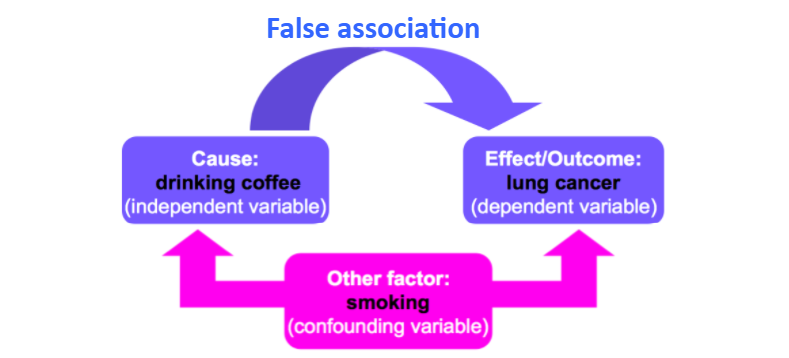 False association
Cause:
drinking coffee
(independent variable)
Effect/Outcome:
lung cancer
(dependent variable)
Other factor:
smoking
(confounding variable)